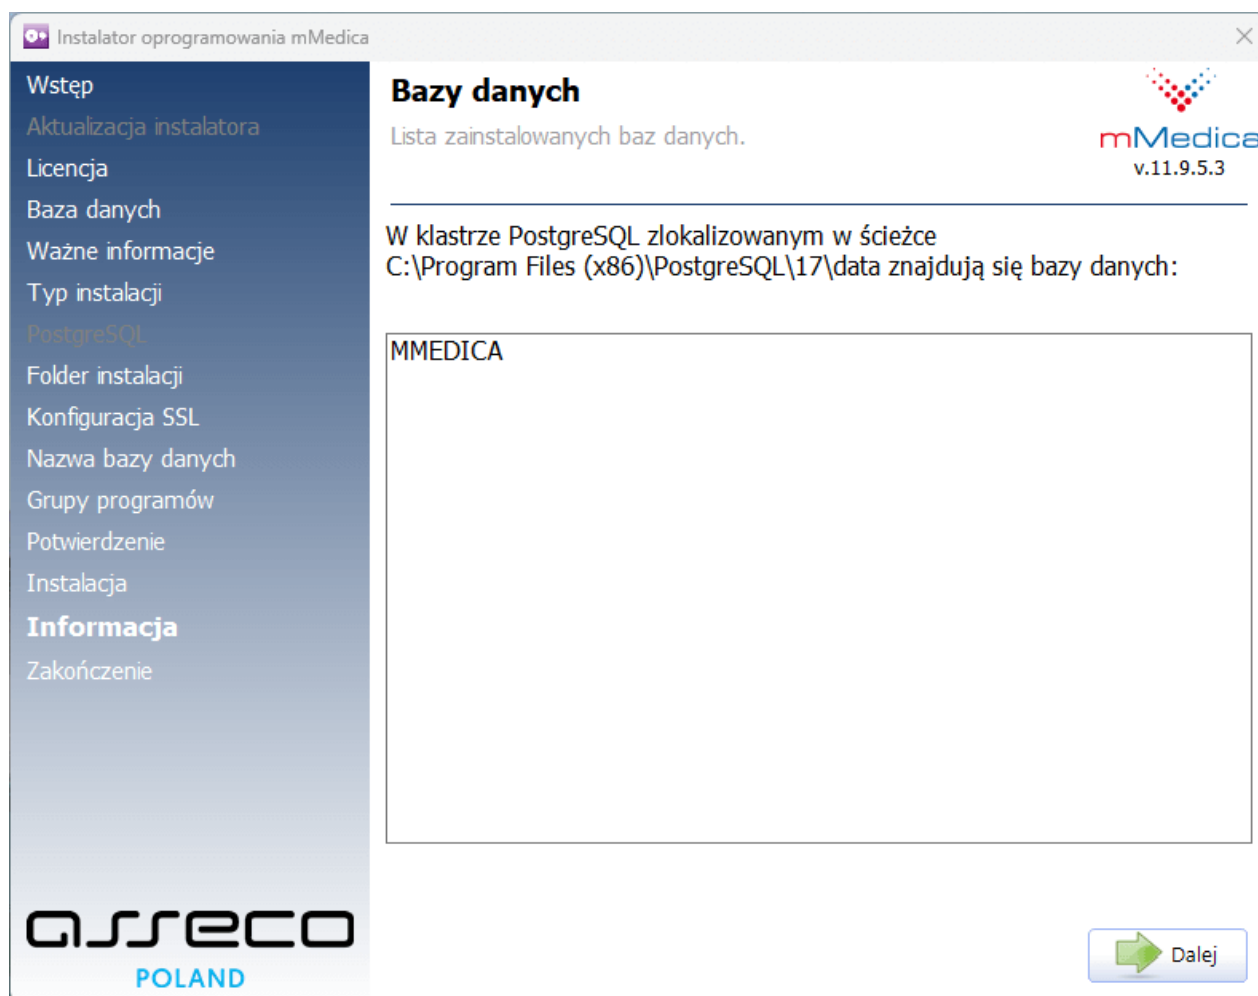 Instalator oprogramowania mMedica
Wstęp
Aktualizacja instalatora
Licencja
Baza danych
Ważne informacje
Typ instalacji
PostgreSQL
Folder instalacji
Konfiguracja SSL
Nazwa bazy danych
Grupy programów
Potwierdzenie
Instalacja
Informacja
Zakończenie
asseco
POLAND
Bazy danych
Lista zainstalowanych baz danych.
mMedica
v.11.9.5.3
W klastrze PostgreSQL zlokalizowanym w ścieżce
C:\Program Files (x86)\PostgreSQL\17\data znajdują się bazy danych:
MMEDICA
Dalej